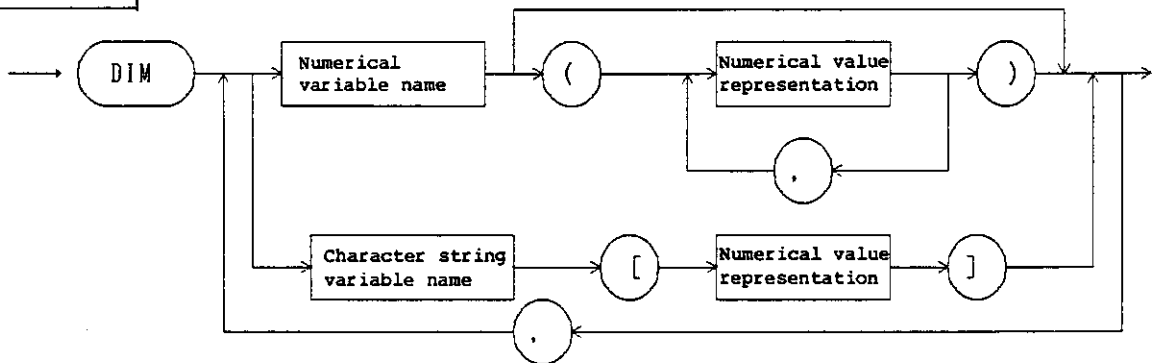 DIM
Numerical
variable name
(
Numerical value
representation
)
,
Character string
variable name
[
Numerical value
representation
]
,